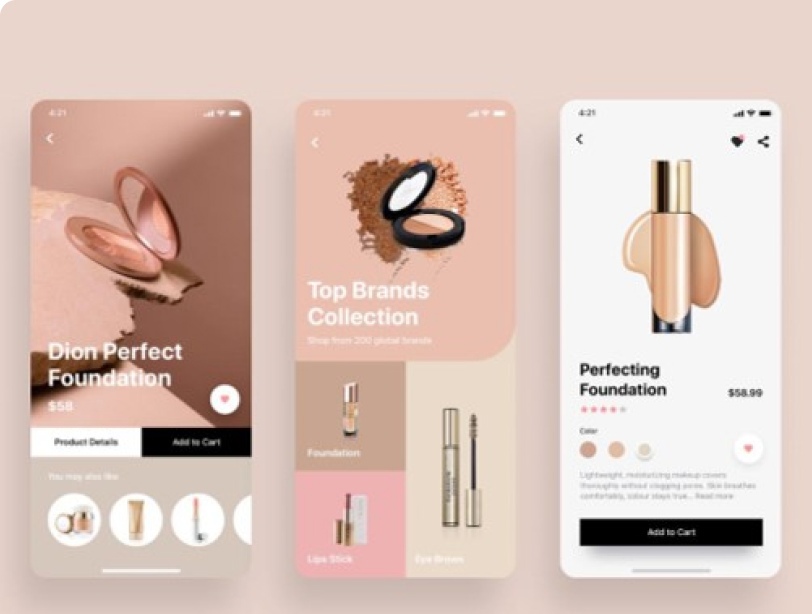 4:21
Dion Perfect
Foundation
$58
Product Details
Add to Cart
You may also like
4:21
Top Brands
Collection
Shop from 200 global brands
Foundation
Lips Stick
Eye Brows
4:21
Perfecting
Foundation
$58.99
Color
Lightweight, moisturizing makeup covers
thoroughly without clogging pores. Skin breathes
comfortably, colour stays true... Read more
Add to Cart